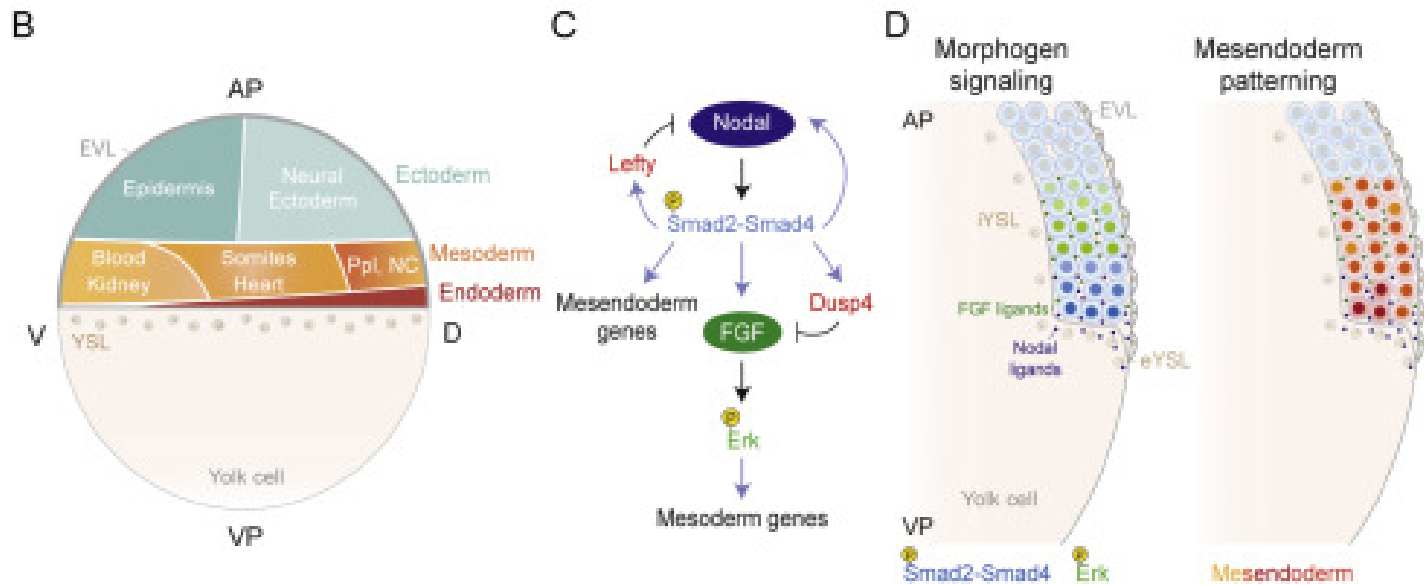 B
AP
EVL
Epidermis
Neural
Ectoderm
Ectoderm
Blood
Kidney
Somites
Heart
Ppl, NC
Mesoderm
Endoderm
V
YSL
D
Yolk cell
VP
C
Nodal
Lefty
P
Smad2-Smad4
Mesendoderm
genes
Dusp4
FGF
P
Erk
Mesoderm genes
D
Morphogen
signaling
AP
EVL
iYSL
FGF ligands
Nodal
ligands
eYSL
Yolk cell
VP
P
Smad2-Smad4
P
Erk
Mesendoderm
patterning
Mesendoderm